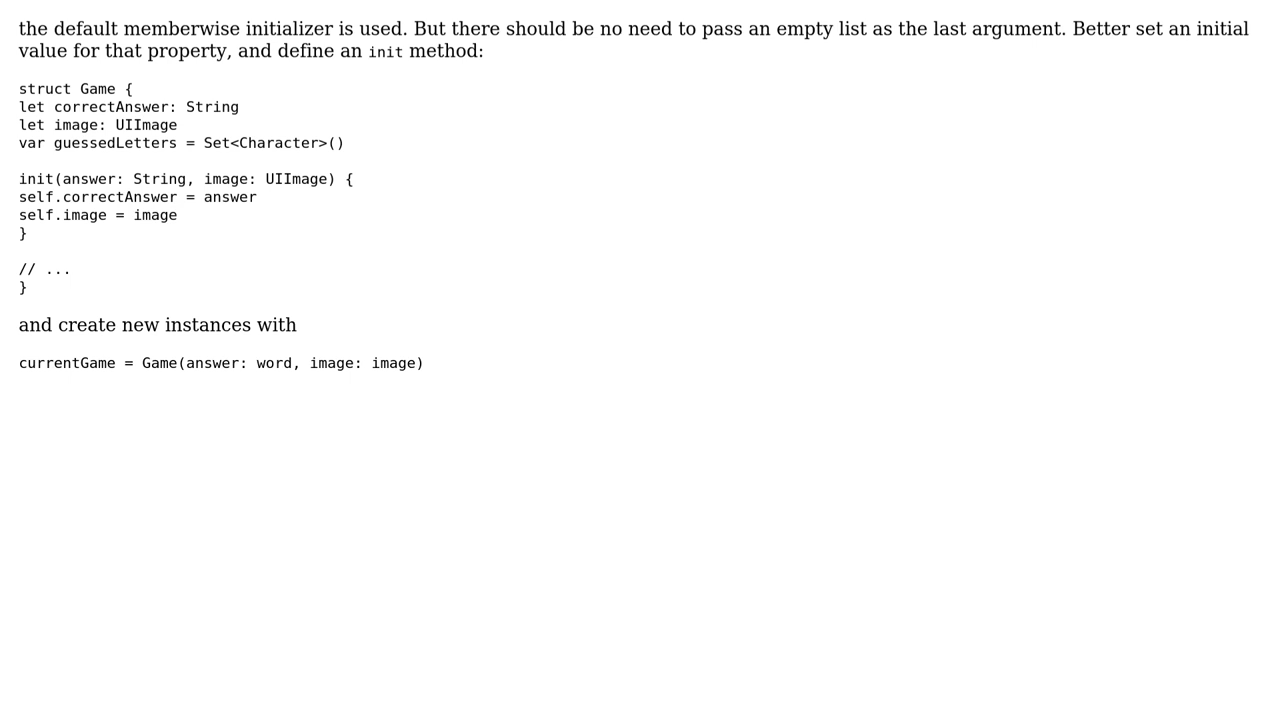 the default memberwise initializer is used. But there should be no need to pass an empty list as the last argument. Better set an initial
value for that property, and define an init method:
struct Game {
let correctAnswer: String
let image: UIImage
var guessedLetters = Set<Character>()
init(answer: String, image: UIImage) {
self.correctAnswer = answer
self.image = image
}
// ...
}
and create new instances with
currentGame = Game(answer: word, image: image)